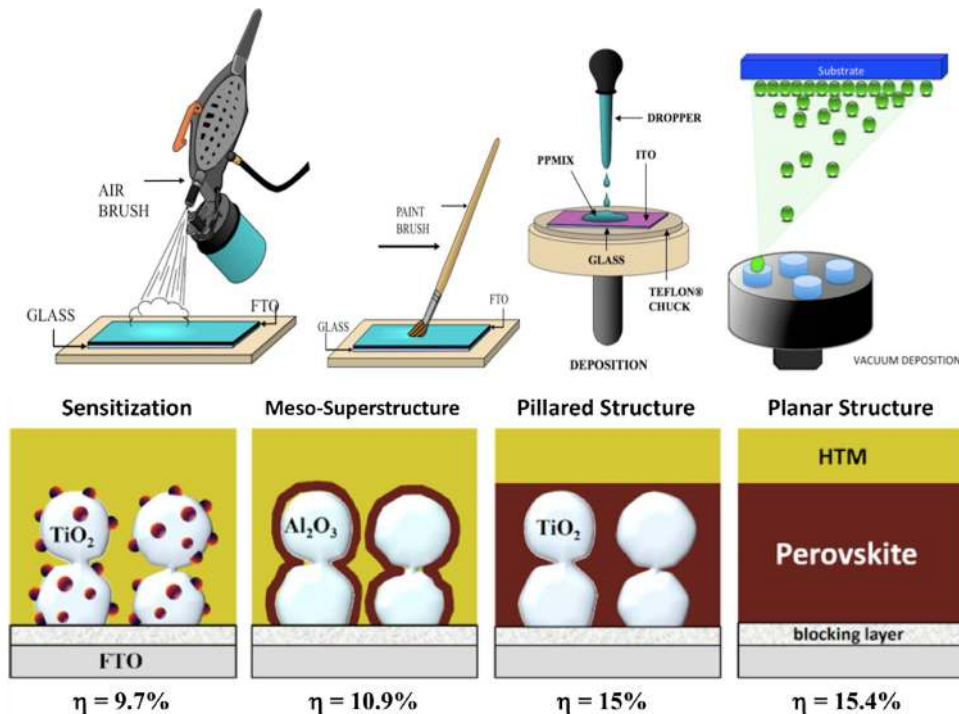 AIR
BRUSH
GLASS
FTO
PAINT
BRUSH
GLASS
FTO
DROPPER
PPMIX
ITO
GLASS
TEFLON®
CHUCK
DEPOSITION
Substrate
VACUUM DEPOSITION
Sensitization
TiO₂
FTO
η = 9.7%
Meso-Superstructure
Al₂O₃
η = 10.9%
Pillared Structure
TiO₂
η = 15%
Planar Structure
HTM
Perovskite
blocking layer
η = 15.4%